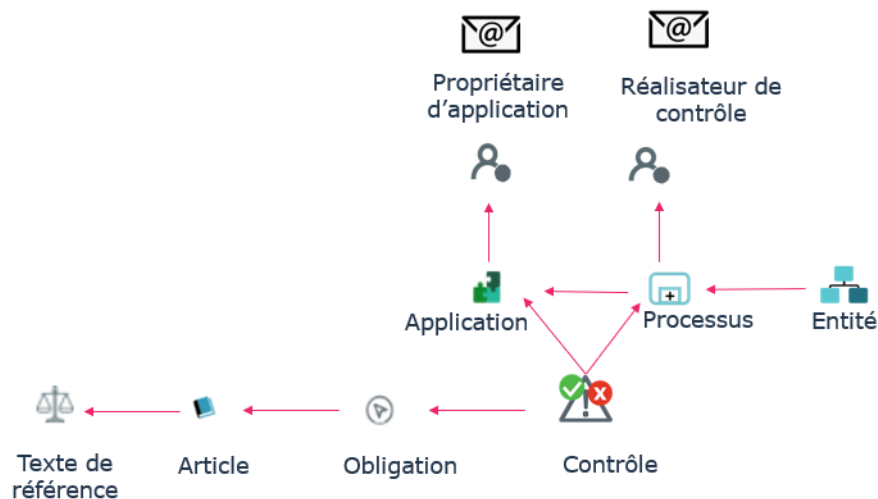 @
@
Propriétaire
d’application
Réalisateur de
contrôle
Application
Processus
Entité
Texte de
référence
Article
Obligation
Contrôle